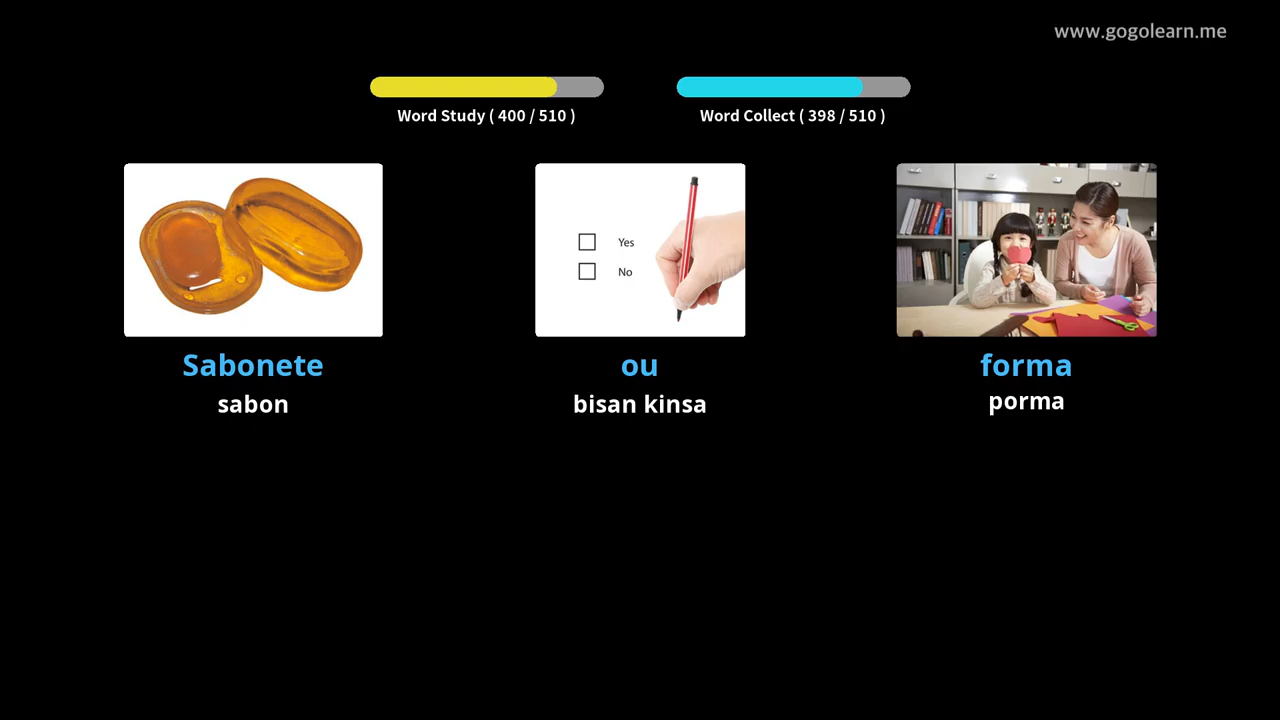 www.gogolearn.me
Word Study ( 400 / 510 )
Word Collect ( 398 / 510 )
Yes
No
Sabonete
sabon
ou
bisan kinsa
forma
porma